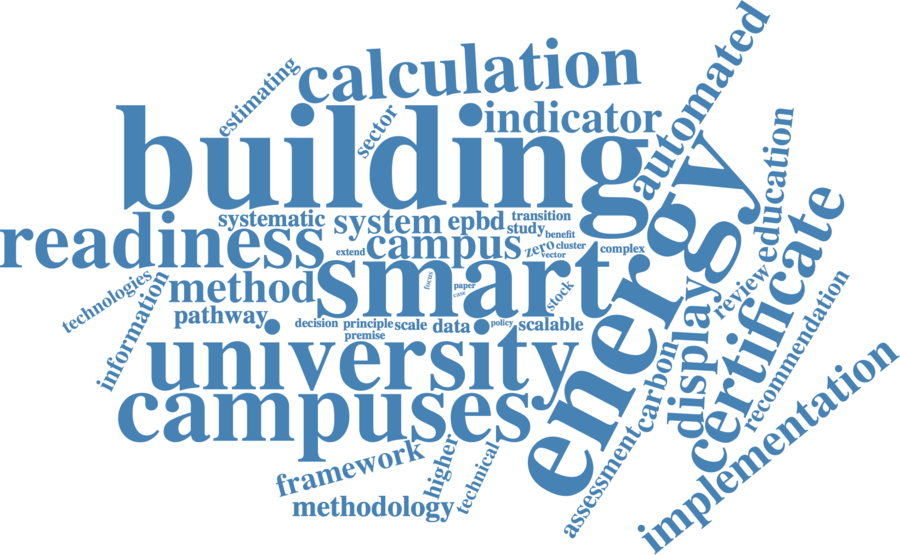 automated
calculation
estimating
sector
indicator
building
energy
education
certificate
readiness
systematic
system
epbd
transition
study
benefit
campus
extend
zero
cluster
vector
complex
smart
focus
paper
case
stock
technologies
information
method
pathway
decision
principle
scale
data
policy
scalable
premise
university
campuses
display
review
recommendation
carbon
assessment
implementation
framework
higher
technical
methodology